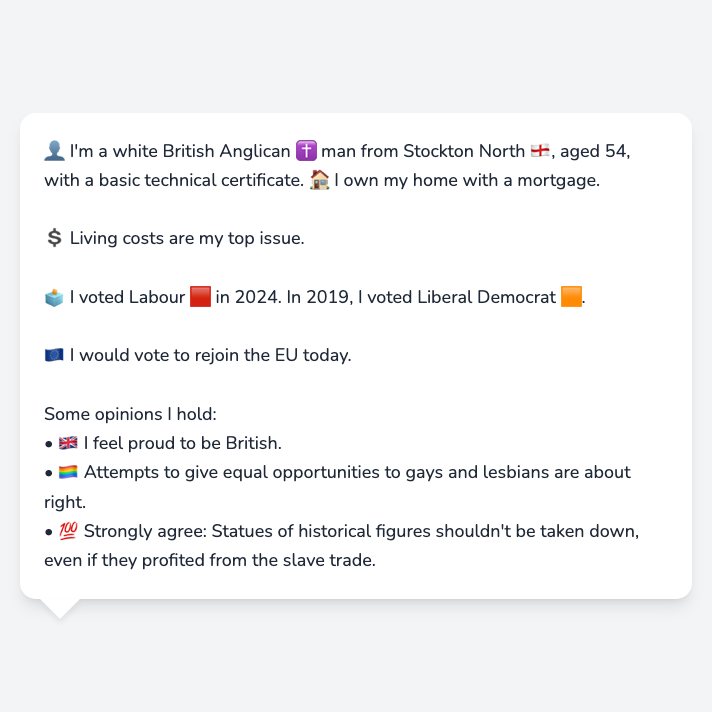 👤 I'm a white British Anglican ✝️ man from Stockton North 🏴󠁧󠁢󠁥󠁮󠁧󠁿, aged 54,
with a basic technical certificate. 🏠 I own my home with a mortgage.
💲 Living costs are my top issue.
🗳️ I voted Labour 🟥 in 2024. In 2019, I voted Liberal Democrat 🟧.
🇪🇺 I would vote to rejoin the EU today.
Some opinions I hold:
• 🇬🇧 I feel proud to be British.
• 🏳️‍🌈 Attempts to give equal opportunities to gays and lesbians are about
right.
• 💯 Strongly agree: Statues of historical figures shouldn't be taken down,
even if they profited from the slave trade.